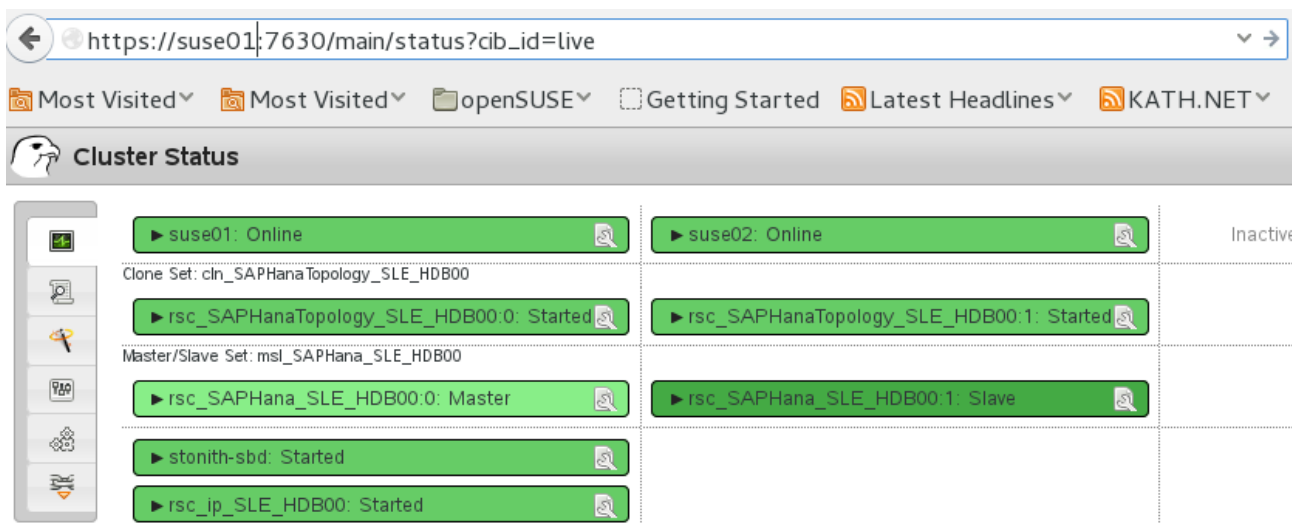 https://suse01:7630/main/status?cib_id=live
Most Visited Most Visited openSUSE Getting Started Latest Headlines KATH.NET
Cluster Status
suse01: Online suse02: Online Inactive
Clone Set: cln_SAPHanaTopology_SLE_HDB00
rsc_SAPHanaTopology_SLE_HDB00:0: Started rsc_SAPHanaTopology_SLE_HDB00:1: Started
Master/Slave Set: msl_SAPHana_SLE_HDB00
rsc_SAPHana_SLE_HDB00:0: Master rsc_SAPHana_SLE_HDB00:1: Slave
stonith-sbd: Started
rsc_ip_SLE_HDB00: Started